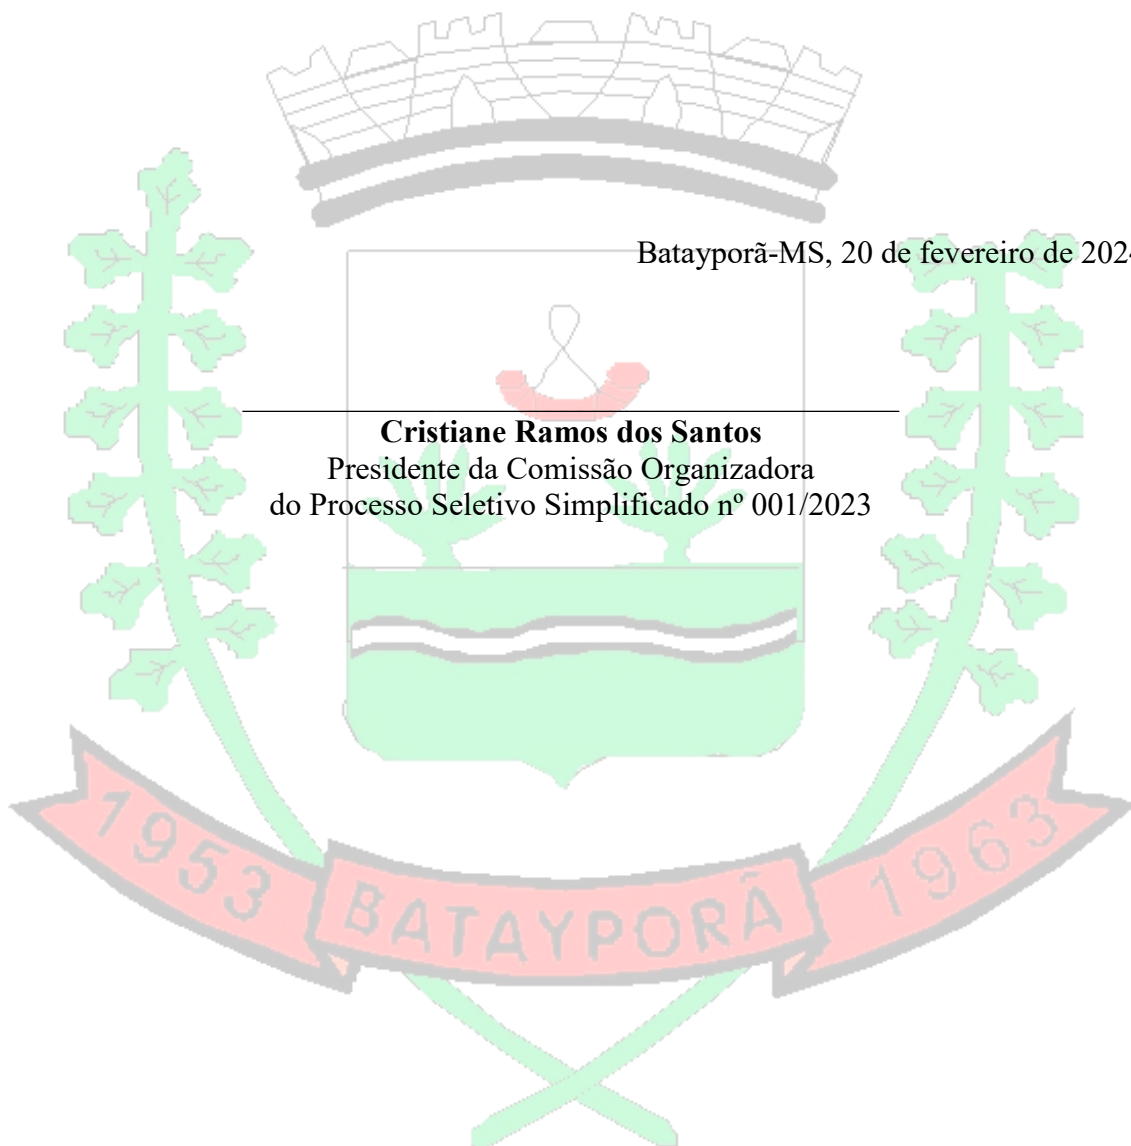 Batayporã-MS, 20 de fevereiro de 2024
Cristiane Ramos dos Santos
Presidente da Comissão Organizadora
do Processo Seletivo Simplificado nº 001/2023
1953
BATAYPORÃ
1963